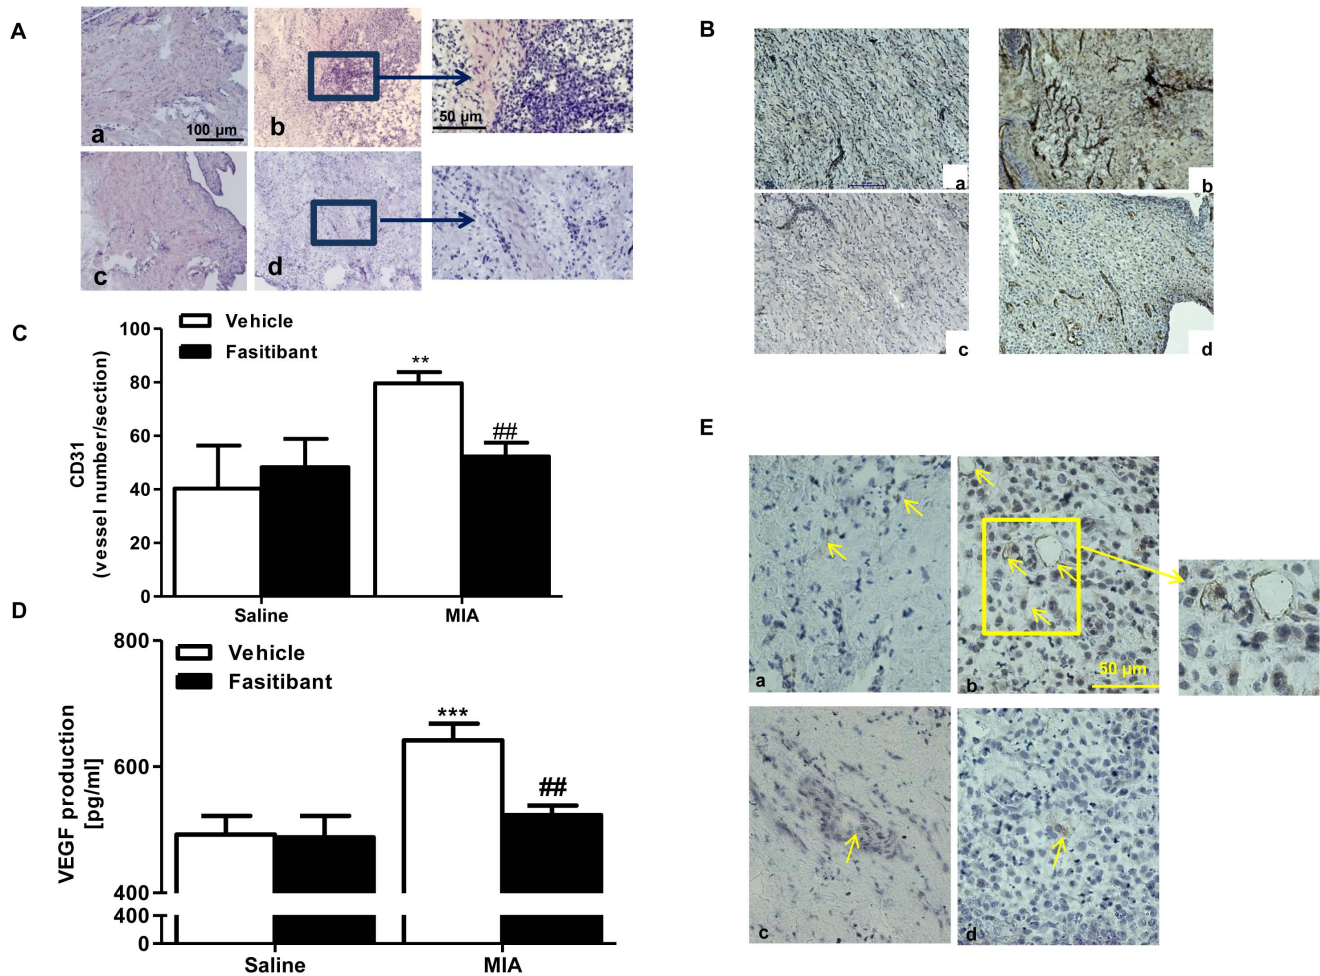 A
a
100 µm
b
50 µm
c
d
B
a
b
c
d
C
Vehicle
Fasitibant
CD31
(vessel number/section)
100
80
60
40
20
0
**
##
Saline
MIA
D
Vehicle
Fasitibant
VEGF production
[pg/ml]
800
600
400
400
0
***
##
Saline
MIA
E
a
b
50 µm
c
d